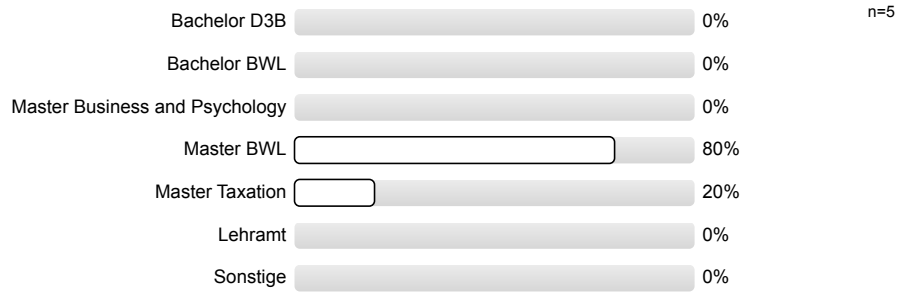 n=5
Bachelor D3B 0%
Bachelor BWL 0%
Master Business and Psychology 0%
Master BWL 80%
Master Taxation 20%
Lehramt 0%
Sonstige 0%